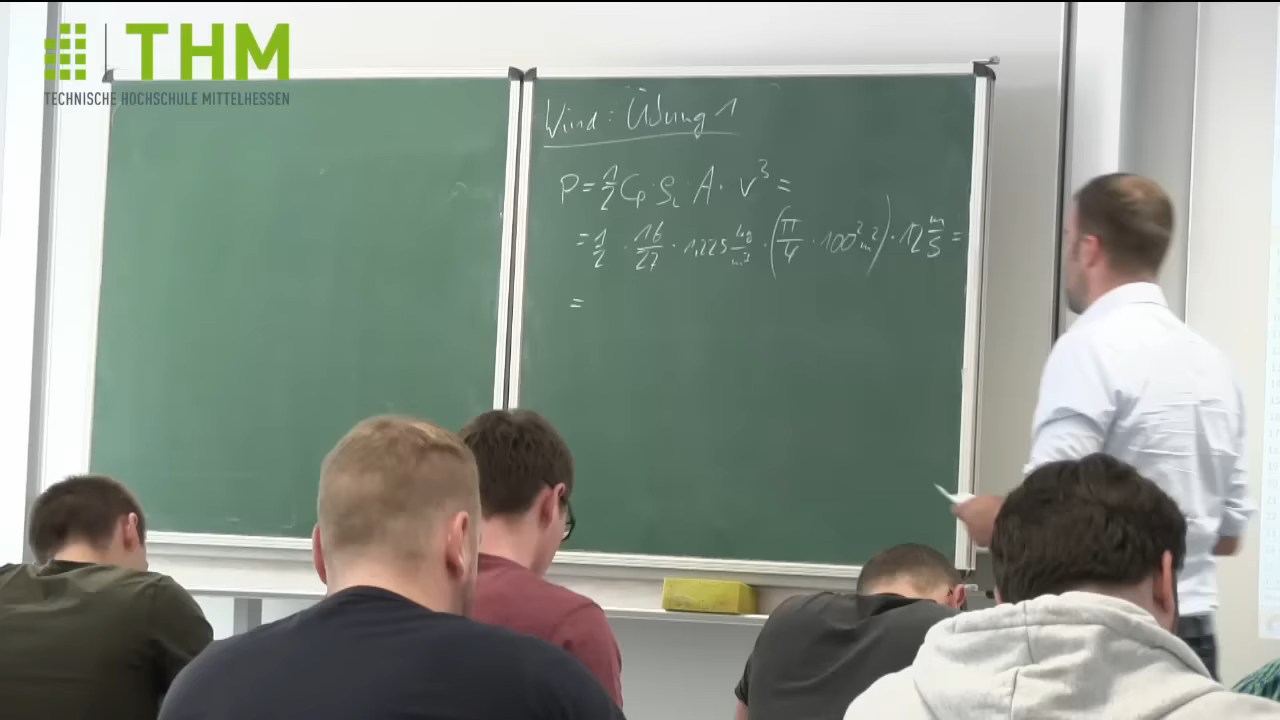 THM
TECHNISCHE HOCHSCHULE MITTELHESSEN
Wind: Übung 1
P = 1/2 Cp · ρL · A · v³ =
= 1/2 · 16/27 · 1,225 kg/m³ · (π/4 · 100² m²) · 12 m/s =
=